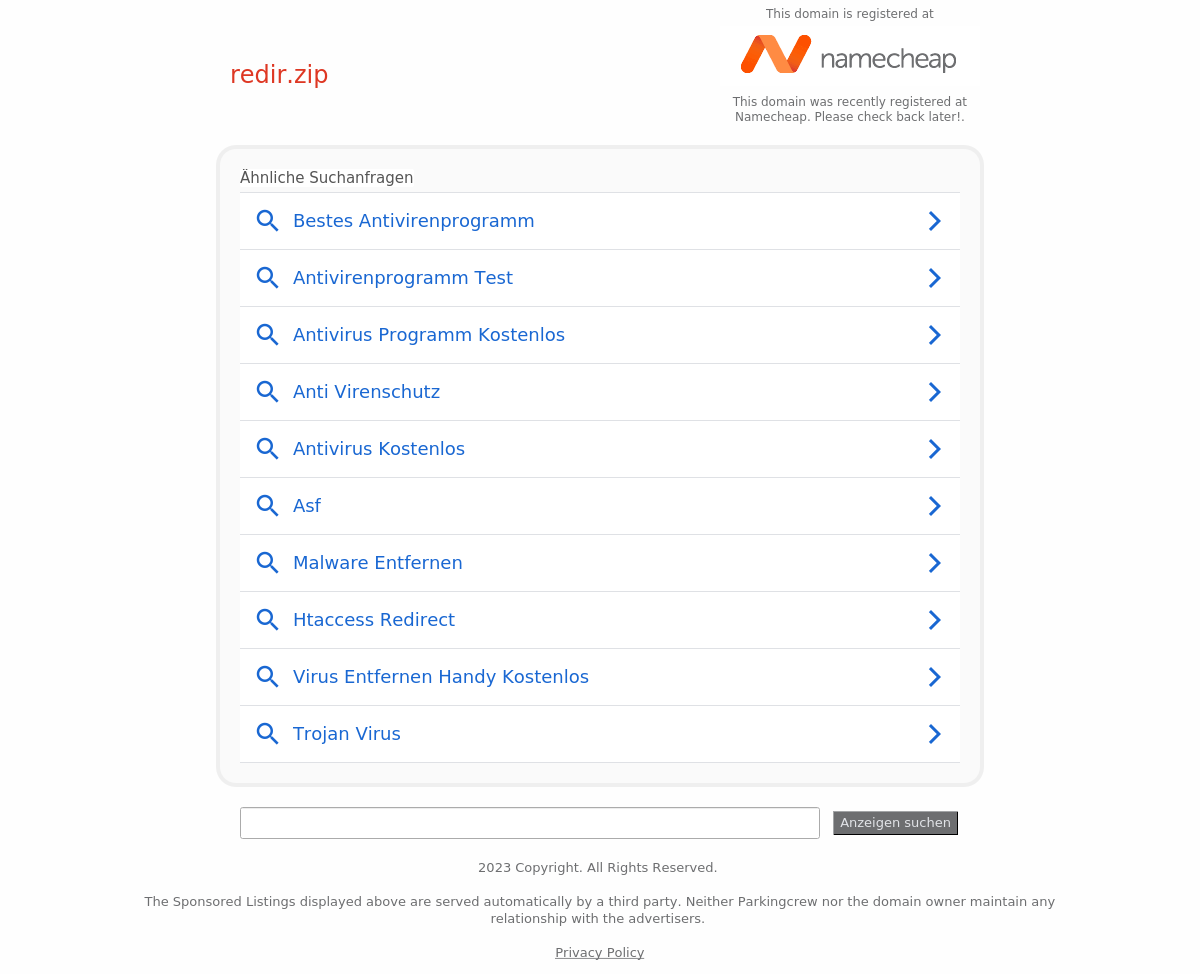 This domain is registered at
namecheap
redir.zip
This domain was recently registered at
Namecheap. Please check back later!.
Ähnliche Suchanfragen
Bestes Antivirenprogramm
Antivirenprogramm Test
Antivirus Programm Kostenlos
Anti Virenschutz
Antivirus Kostenlos
Asf
Malware Entfernen
Htaccess Redirect
Virus Entfernen Handy Kostenlos
Trojan Virus
Anzeigen suchen
2023 Copyright. All Rights Reserved.
The Sponsored Listings displayed above are served automatically by a third party. Neither Parkingcrew nor the domain owner maintain any
relationship with the advertisers.
Privacy Policy